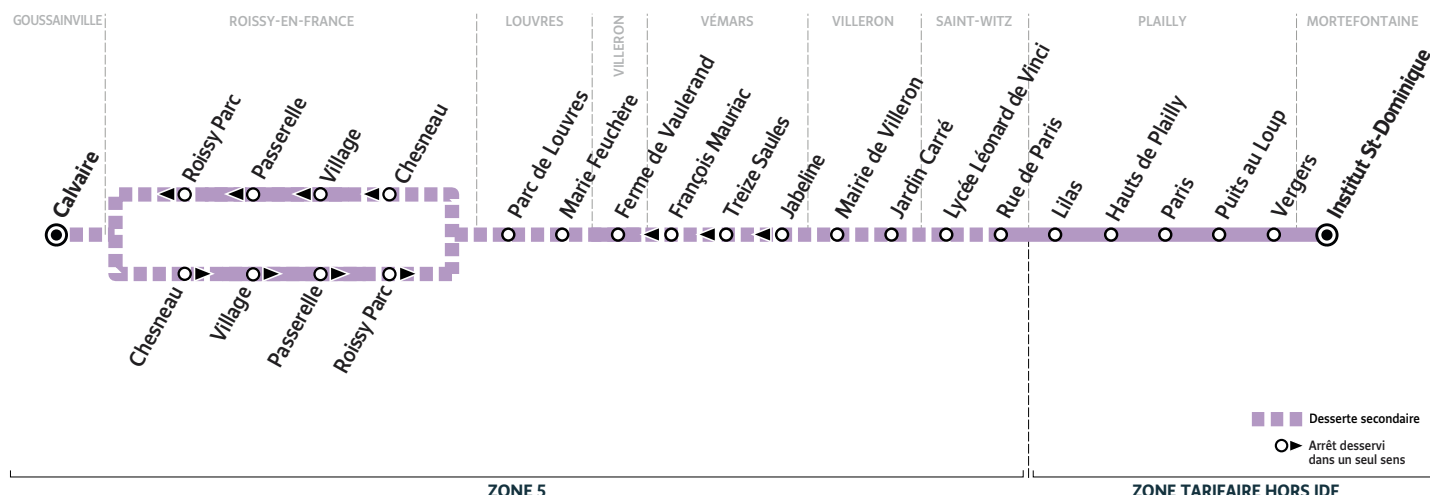 GOUSSAINVILLE
ROISSY-EN-FRANCE
LOUVRES
VILLERON
VÉMARS
VILLERON
SAINT-WITZ
PLAILLY
MORTEFONTAINE
Calvaire
Roissy Parc
Passerelle
Village
Chesneau
Chesneau
Village
Passerelle
Roissy Parc
Parc de Louvres
Marie Feuchère
Ferme de Vaulerand
François Mauriac
Treize Saules
Jabeline
Mairie de Villeron
Jardin Carré
Lycée Léonard de Vinci
Rue de Paris
Lilas
Hauts de Plailly
Paris
Puits au Loup
Vergers
Institut St-Dominique
Desserte secondaire
Arrêt desservi
dans un seul sens
ZONE 5
ZONE TARIFAIRE HORS IDF